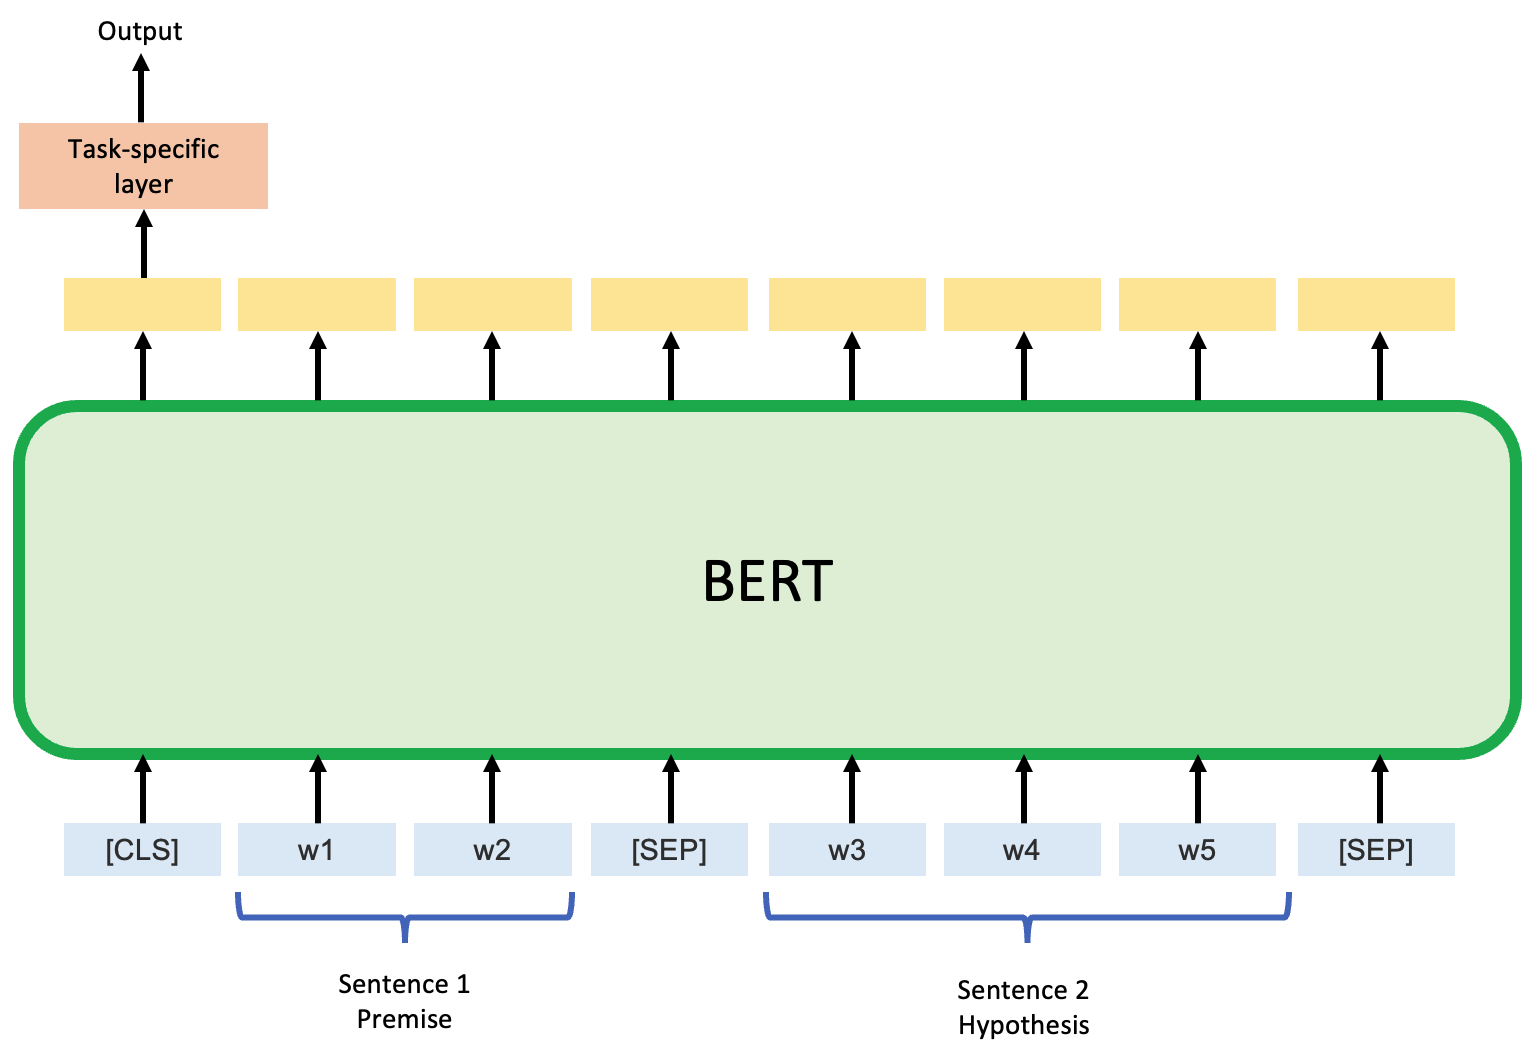 Output
Task-specific
layer
BERT
[CLS] w1 w2 [SEP] w3 w4 w5 [SEP]
Sentence 1
Premise
Sentence 2
Hypothesis